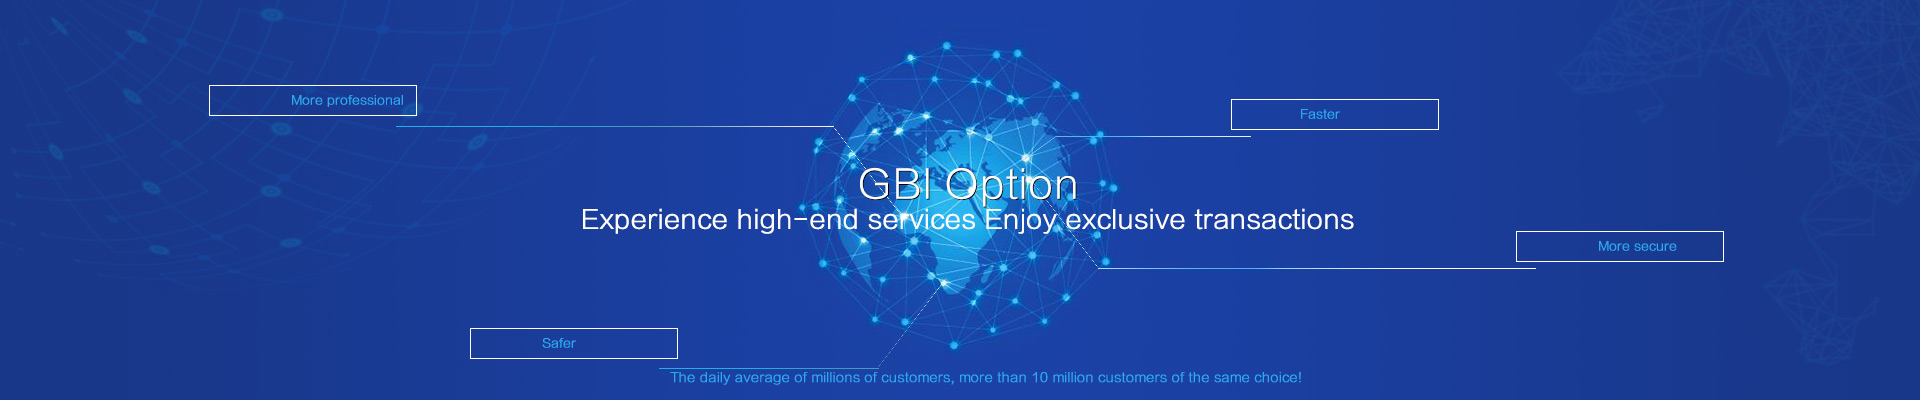 More professional
Faster
GBI Option
Experience high-end services Enjoy exclusive transactions
More secure
Safer
The daily average of millions of customers, more than 10 million customers of the same choice!